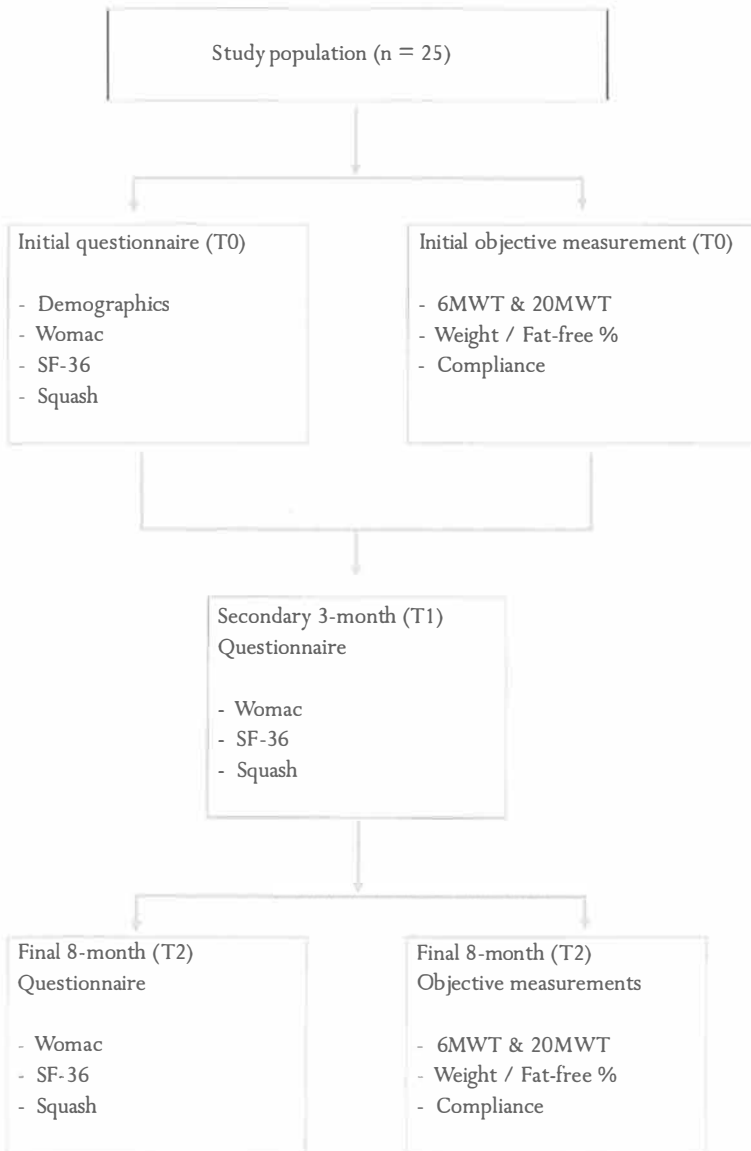 Study population (n = 25)
Initial questionnaire (T0)
- Demographics
- Womac
- SF-36
- Squash
Initial objective measurement (T0)
- 6MWT & 20MWT
- Weight / Fat-free %
- Compliance
Secondary 3-month (T1)
Questionnaire
- Womac
- SF-36
- Squash
Final 8-month (T2)
Questionnaire
- Womac
- SF-36
- Squash
Final 8-month (T2)
Objective measurements
- 6MWT & 20MWT
- Weight / Fat-free %
- Compliance